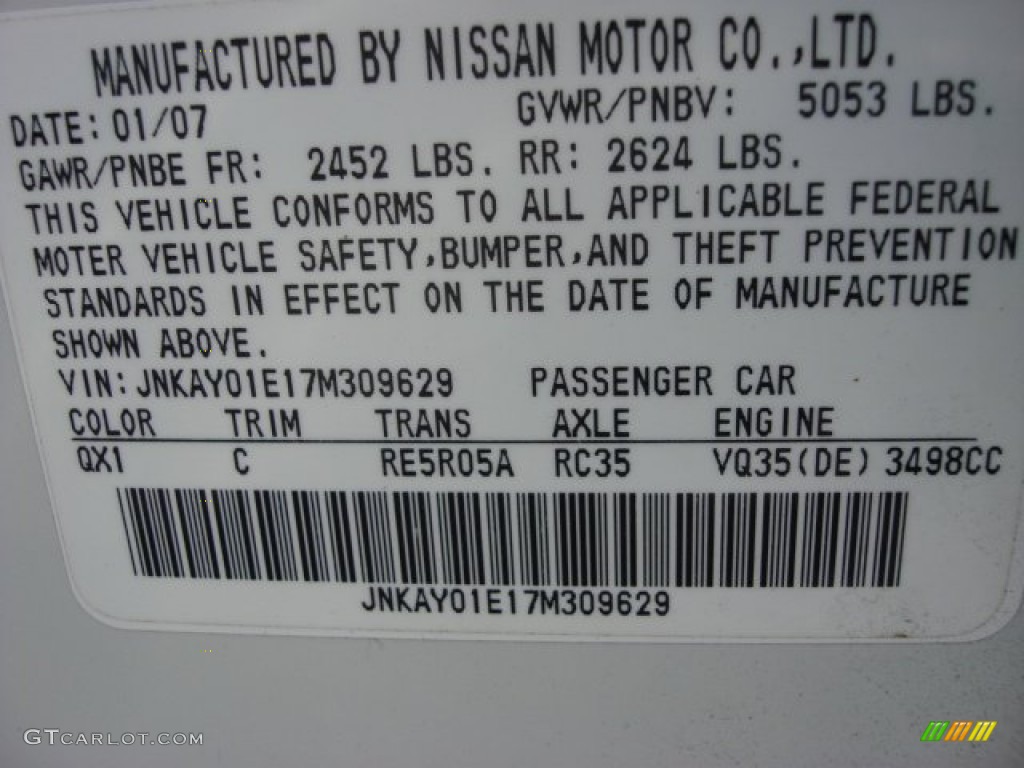 MANUFACTURED BY NISSAN MOTOR CO.,LTD.
DATE: 01/07 GVWR/PNBV: 5053 LBS.
GAWR/PNBE FR: 2452 LBS. RR: 2624 LBS.
THIS VEHICLE CONFORMS TO ALL APPLICABLE FEDERAL
MOTER VEHICLE SAFETY,BUMPER,AND THEFT PREVENTION
STANDARDS IN EFFECT ON THE DATE OF MANUFACTURE
SHOWN ABOVE.
VIN: JNKAY01E17M309629 PASSENGER CAR
COLOR TRIM TRANS AXLE ENGINE
QX1 C RE5R05A RC35 VQ35(DE) 3498CC
JNKAY01E17M309629
GTCARLOT.COM